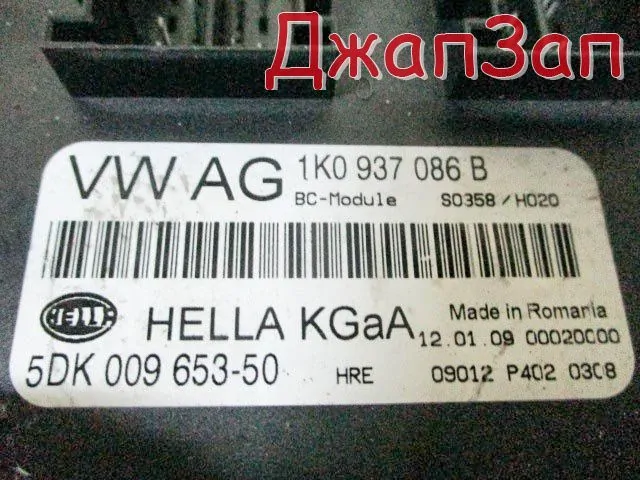 ДжапЗап
VW AG 1K0 937 086 B
BC-Module S0358 / H020
HELLA HELLA KGaA Made in Romania
12.01.09 00020000
5DK 009 653-50 HRE 09012 P402 0308